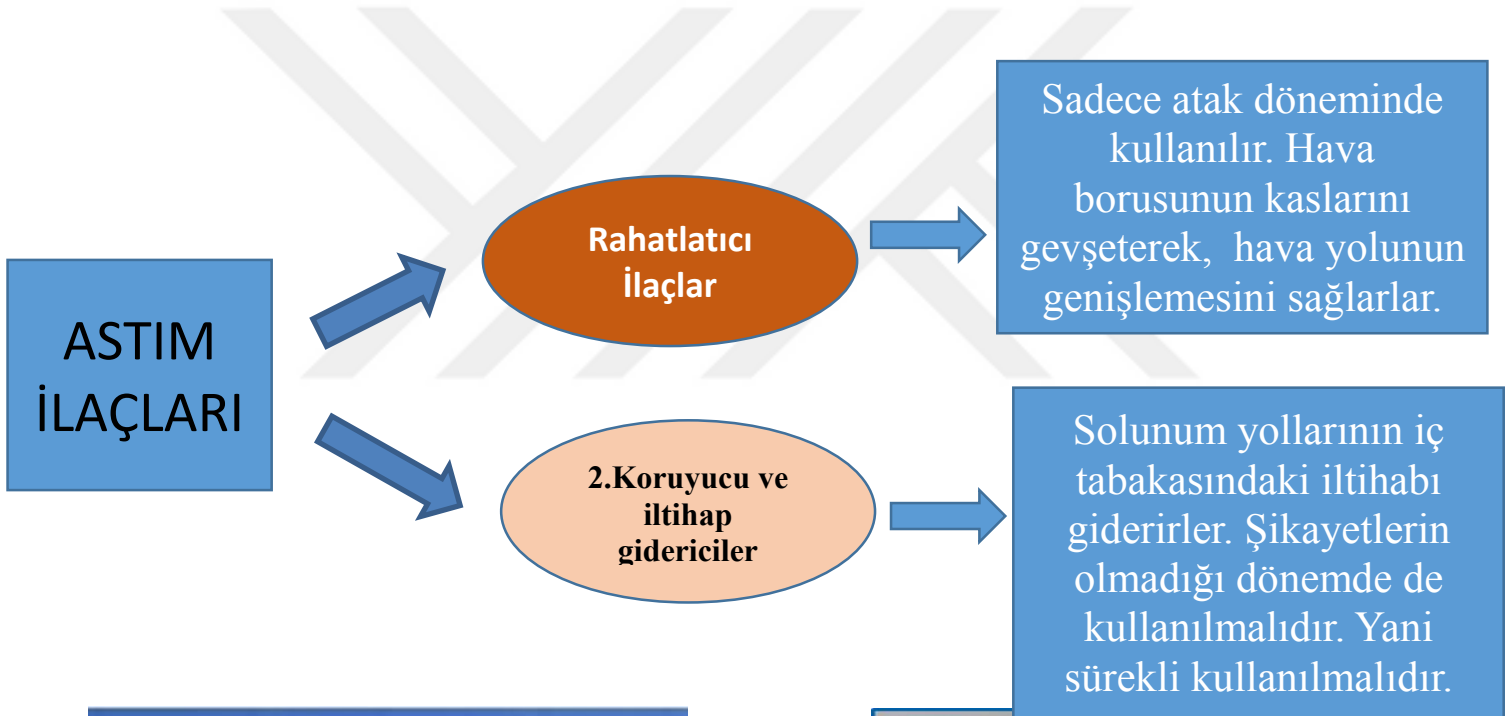 ASTIM
İLAÇLARI
Rahatlatıcı
İlaçlar
Sadece atak döneminde
kullanılır. Hava
borusunun kaslarını
gevşeterek, hava yolunun
genişlemesini sağlarlar.
2.Koruyucu ve
iltihap
gidericiler
Solunum yollarının iç
tabakasındaki iltihabı
giderirler. Şikayetlerin
olmadığı dönemde de
kullanılmalıdır. Yani
sürekli kullanılmalıdır.